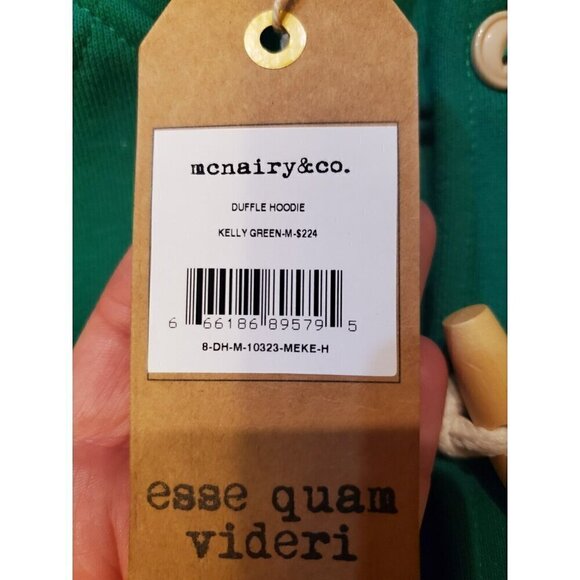 mcnairy&co.
DUFFLE HOODIE
KELLY GREEN-M-$224
6 66186 89579 5
8-DH-M-10323-MEKE-H
esse quam
videri